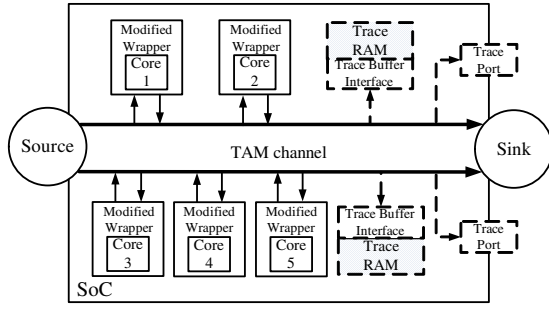 Modified
Wrapper
Core
1
Modified
Wrapper
Core
2
Trace
RAM
Trace Buffer
Interface
Trace
Port
Source
TAM channel
Sink
Modified
Wrapper
Core
3
Modified
Wrapper
Core
4
Modified
Wrapper
Core
5
Trace Buffer
Interface
Trace
RAM
Trace
Port
SoC